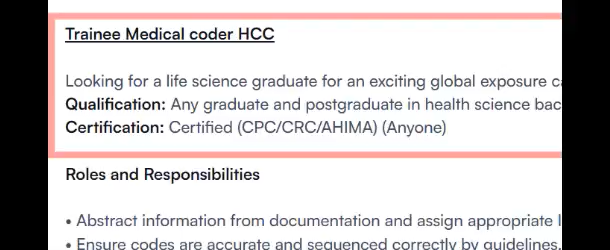 Trainee Medical coder HCC
Looking for a life science graduate for an exciting global exposure
Qualification: Any graduate and postgraduate in health science
Certification: Certified (CPC/CRC/AHIMA) (Anyone)
Roles and Responsibilities
• Abstract information from documentation and assign appropriate
• Ensure codes are accurate and sequenced correctly by guidelines,